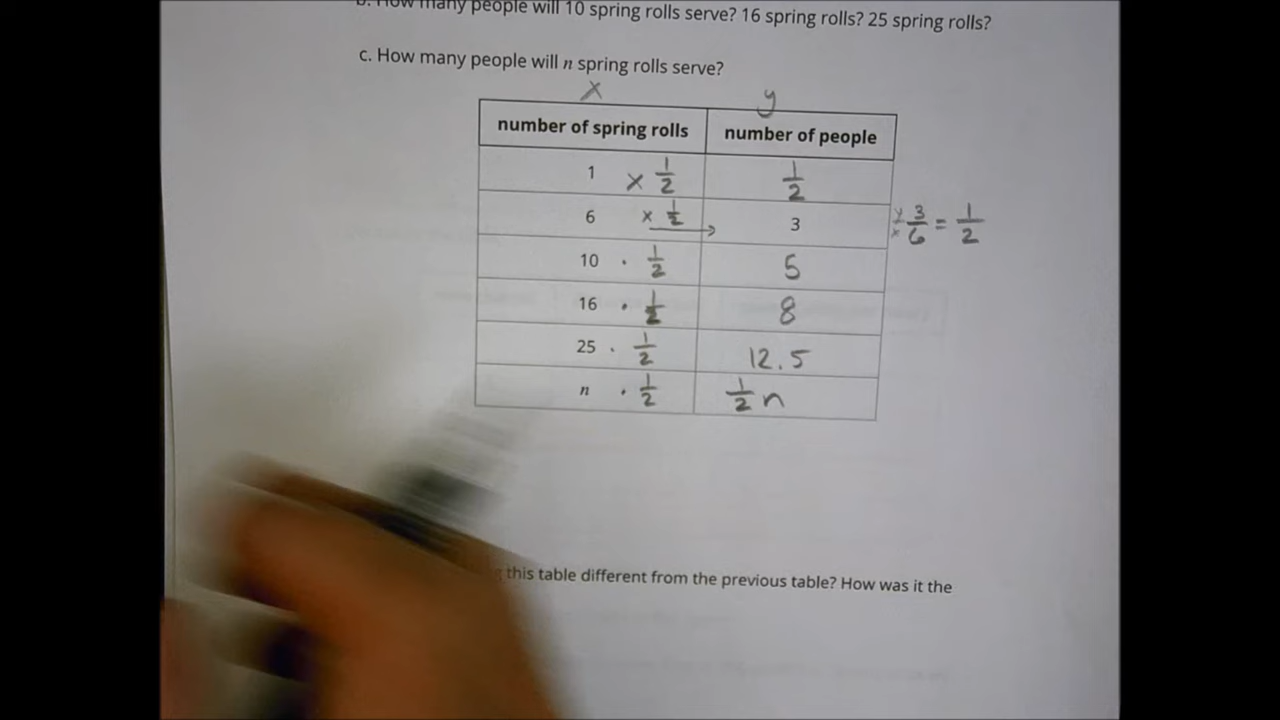 b. How many people will 10 spring rolls serve? 16 spring rolls? 25 spring rolls?
c. How many people will n spring rolls serve?
x y
number of spring rolls number of people
1 × 1/2 1/2
6 × 1/2 → 3 y/x 3/6 = 1/2
10 · 1/2 5
16 · 1/2 8
25 · 1/2 12.5
n · 1/2 1/2 n
this table different from the previous table? How was it the